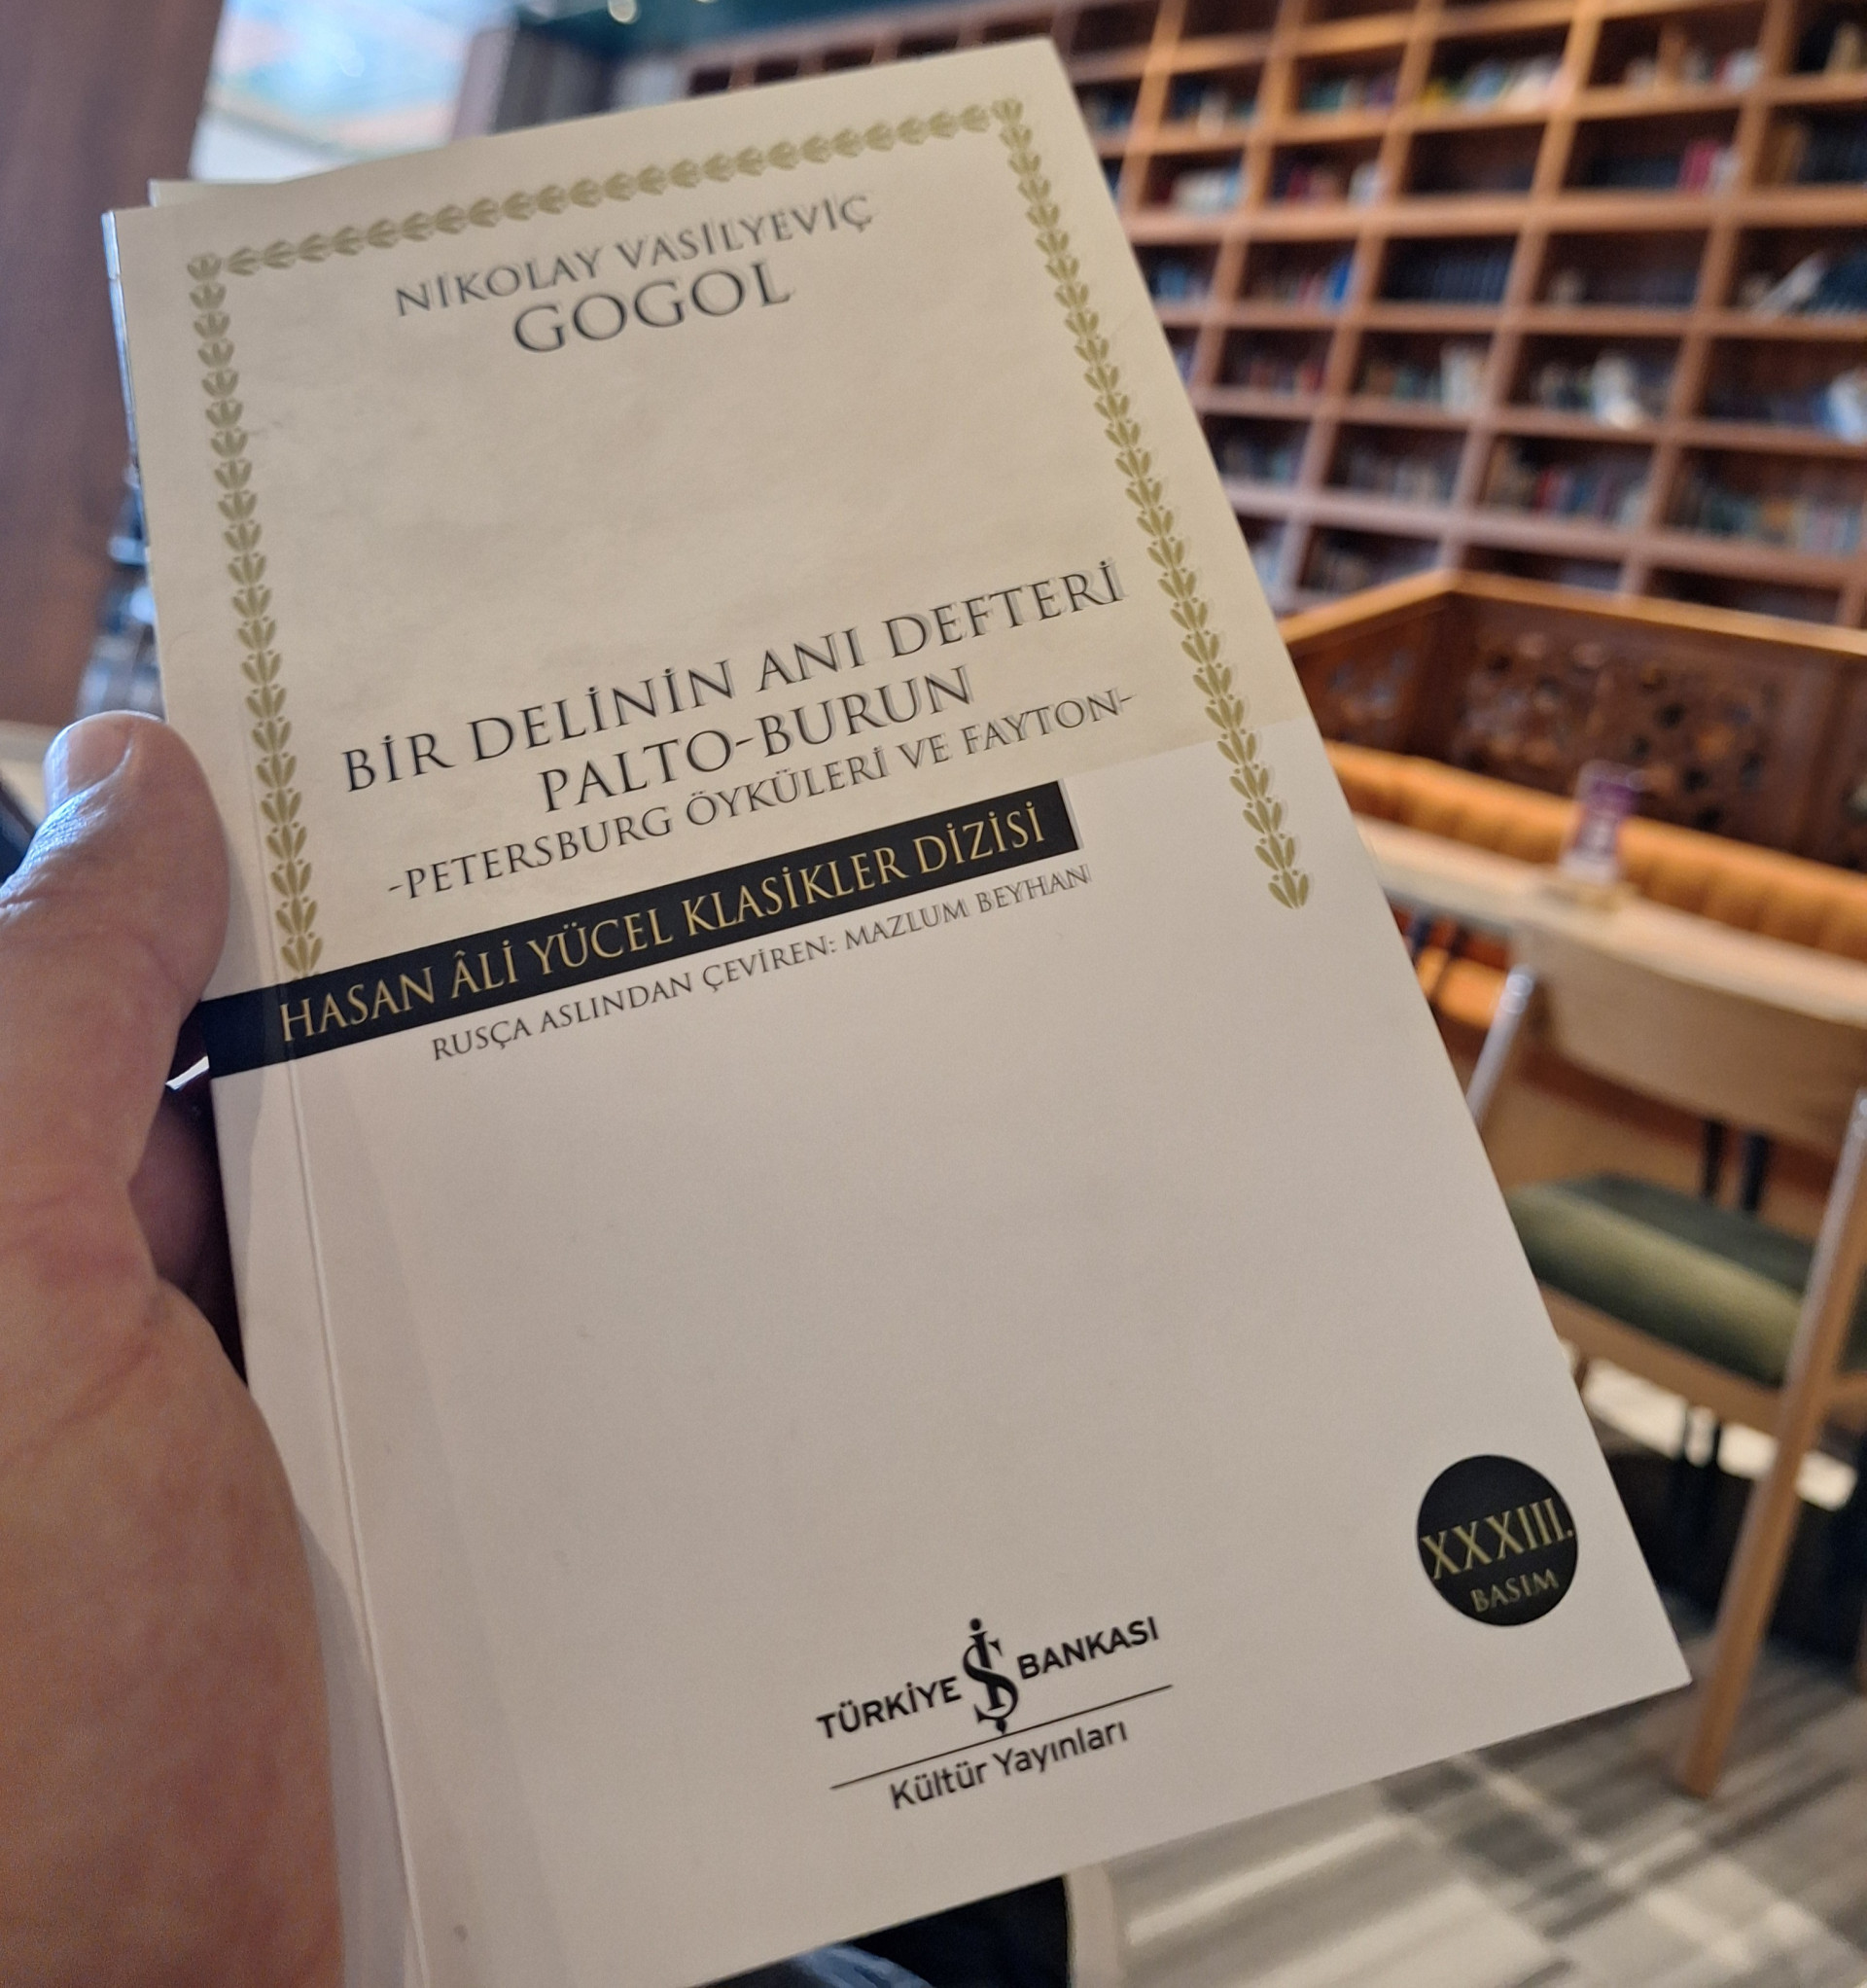 NİKOLAY VASİLYEVİÇ
GOGOL
BİR DELİNİN ANI DEFTERİ
PALTO-BURUN
-PETERSBURG ÖYKÜLERİ VE FAYTON-
HASAN ÂLİ YÜCEL KLASİKLER DİZİSİ
RUSÇA ASLINDAN ÇEVİREN: MAZLUM BEYHAN
XXXIII.
BASIM
TÜRKİYE İŞ BANKASI
Kültür Yayınları